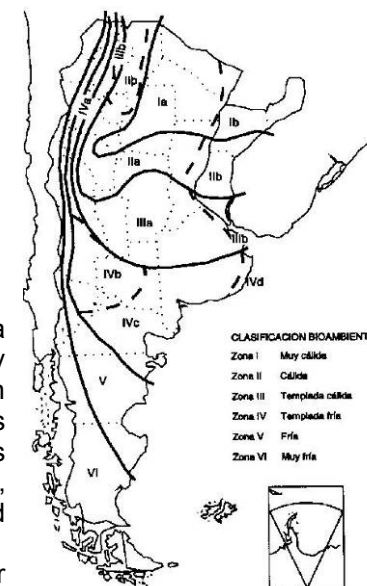 IIIb
IIb
IVa
Ia
Ib
IIa
IIb
IIIa
IIIb
IVb
IVd
IVc
V
VI
CLASIFICACION BIOAMBIENT
Zona I Muy cálida
Zona II Cálida
Zona III Templada cálida
Zona IV Templada fría
Zona V Fría
Zona VI Muy fría
a
y
n
s
s
,
d
r